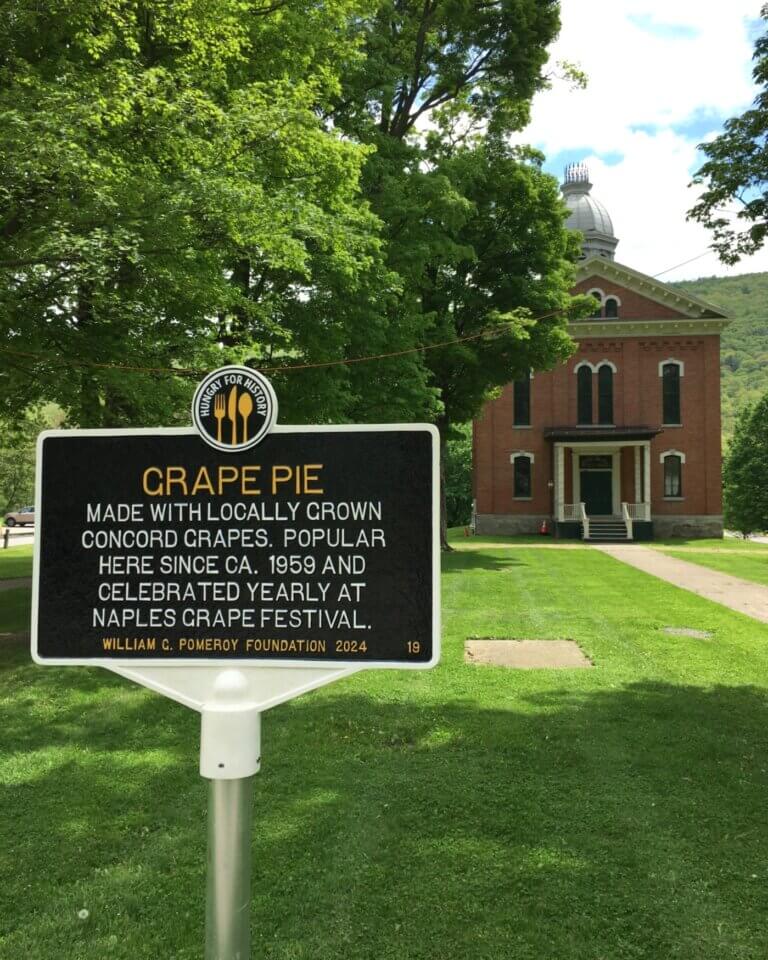 HUNGRY FOR HISTORY
GRAPE PIE
MADE WITH LOCALLY GROWN
CONCORD GRAPES. POPULAR
HERE SINCE CA. 1959 AND
CELEBRATED YEARLY AT
NAPLES GRAPE FESTIVAL.
WILLIAM G. POMEROY FOUNDATION 2024 19